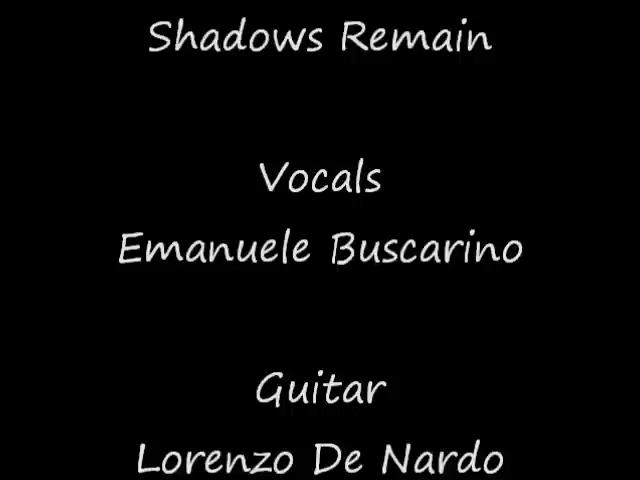 Shadows Remain
Vocals
Emanuele Buscarino
Guitar
Lorenzo De Nardo